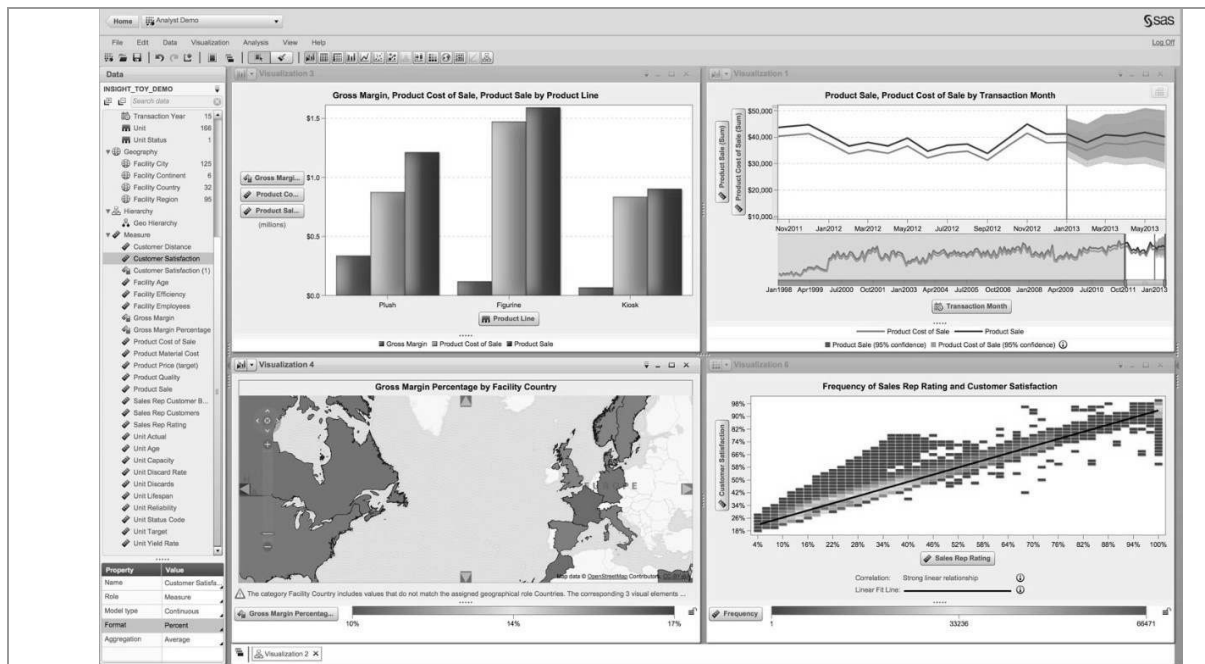 Home Analyst Demo
Ssas
File Edit Data Visualization Analysis View Help
Log Off
Data
INSIGHT_TOY_DEMO
Search data
Transaction Year 15
Unit 166
Unit Status 1
Geography
Facility City 125
Facility Continent 6
Facility Country 32
Facility Region 95
Hierarchy
Geo Hierarchy
Measure
Customer Distance
Customer Satisfaction
Customer Satisfaction (1)
Facility Age
Facility Efficiency
Facility Employees
Gross Margin
Gross Margin Percentage
Product Cost of Sale
Product Material Cost
Product Price (target)
Product Quality
Product Sale
Sales Rep Customer B...
Sales Rep Customers
Sales Rep Rating
Unit Actual
Unit Age
Unit Capacity
Unit Discard Rate
Unit Discards
Unit Lifespan
Unit Reliability
Unit Status Code
Unit Target
Unit Yield Rate
Property Value
Name Customer Satisfa...
Role Measure
Model type Continuous
Format Percent
Aggregation Average
Visualization 3
Gross Margin, Product Cost of Sale, Product Sale by Product Line
$1.5
$1.0
$0.5
$0.0
Gross Margi...
Product Co...
Product Sal...
(millions)
Plush Figurine Kiosk
Product Line
Gross Margin Product Cost of Sale Product Sale
Visualization 1
Product Sale, Product Cost of Sale by Transaction Month
Product Sale (Sum)
Product Cost of Sale (Sum)
$50,000
$40,000
$30,000
$20,000
$10,000
Nov2011 Jan2012 Mar2012 May2012 Jul2012 Sep2012 Nov2012 Jan2013 Mar2013 May2013
Jan1998 Apr1999 Jul2000 Oct2001 Jan2003 Apr2004 Jul2005 Oct2006 Jan2008 Apr2009 Jul2010 Oct2011 Jan2013
Transaction Month
Product Cost of Sale Product Sale
Product Sale (95% confidence) Product Cost of Sale (95% confidence)
Visualization 4
Gross Margin Percentage by Facility Country
EUROPE
Map data © OpenStreetMap Contributors,
The category Facility Country includes values that do not match the assigned geographical role Countries. The corresponding 3 visual elements ...
Gross Margin Percentag...
10% 14% 17%
Visualization 6
Frequency of Sales Rep Rating and Customer Satisfaction
Customer Satisfaction
98%
90%
82%
74%
66%
58%
50%
42%
34%
26%
18%
4% 10% 16% 22% 28% 34% 40% 46% 52% 58% 64% 70% 76% 82% 88% 94% 100%
Sales Rep Rating
Correlation: Strong linear relationship
Linear Fit Line:
Frequency
1 33236 66471
Visualization 2